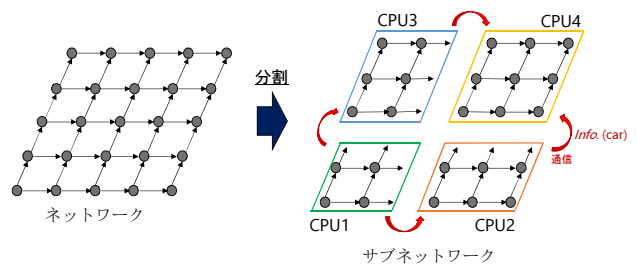 CPU3
CPU4
分割
Info. (car)
通信
ネットワーク
CPU1
CPU2
サブネットワーク